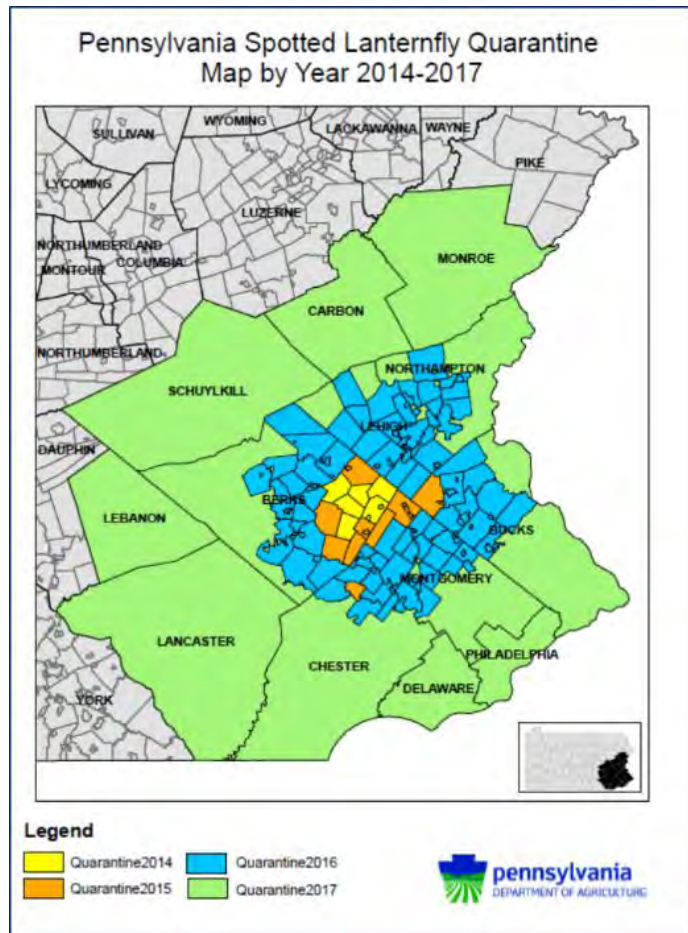 Pennsylvania Spotted Lanternfly Quarantine
Map by Year 2014-2017
WYOMING
LACKAWANNA
WAYNE
SULLIVAN
PIKE
LYCOMING
LUZERNE
NORTHUMBERLAND
COLUMBIA
MONTOUR
MONROE
CARBON
NORTHUMBERLAND
NORTHAMPTON
SCHUYLKILL
LEHIGH
DAUPHIN
BERKS
LEBANON
BUCKS
MONTGOMERY
LANCASTER
PHILADELPHIA
CHESTER
DELAWARE
YORK
Legend
Quarantine2014
Quarantine2016
Quarantine2015
Quarantine2017
pennsylvania
DEPARTMENT OF AGRICULTURE